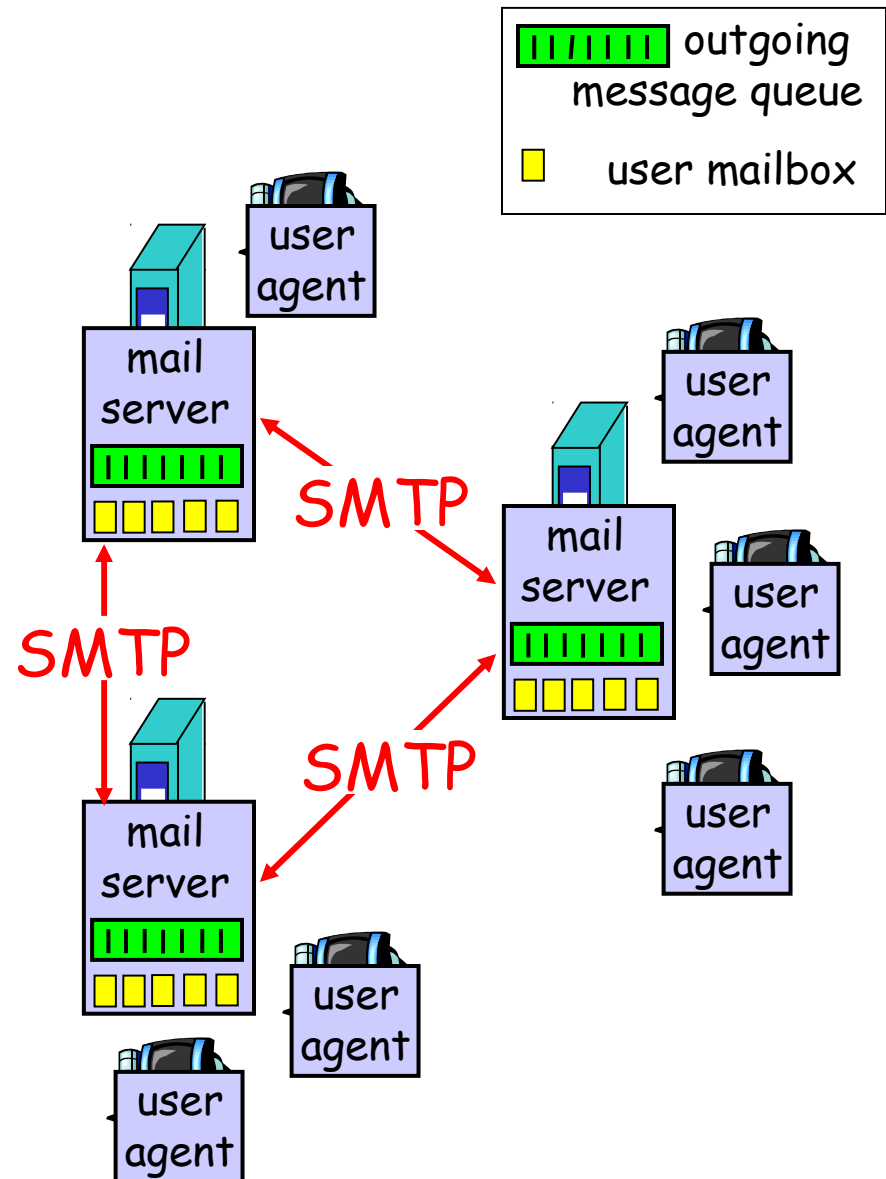 outgoing
message queue
user mailbox
user
agent
mail
server
user
agent
SMTP
mail
server
user
agent
SMTP
SMTP
user
agent
mail
server
user
agent
user
agent